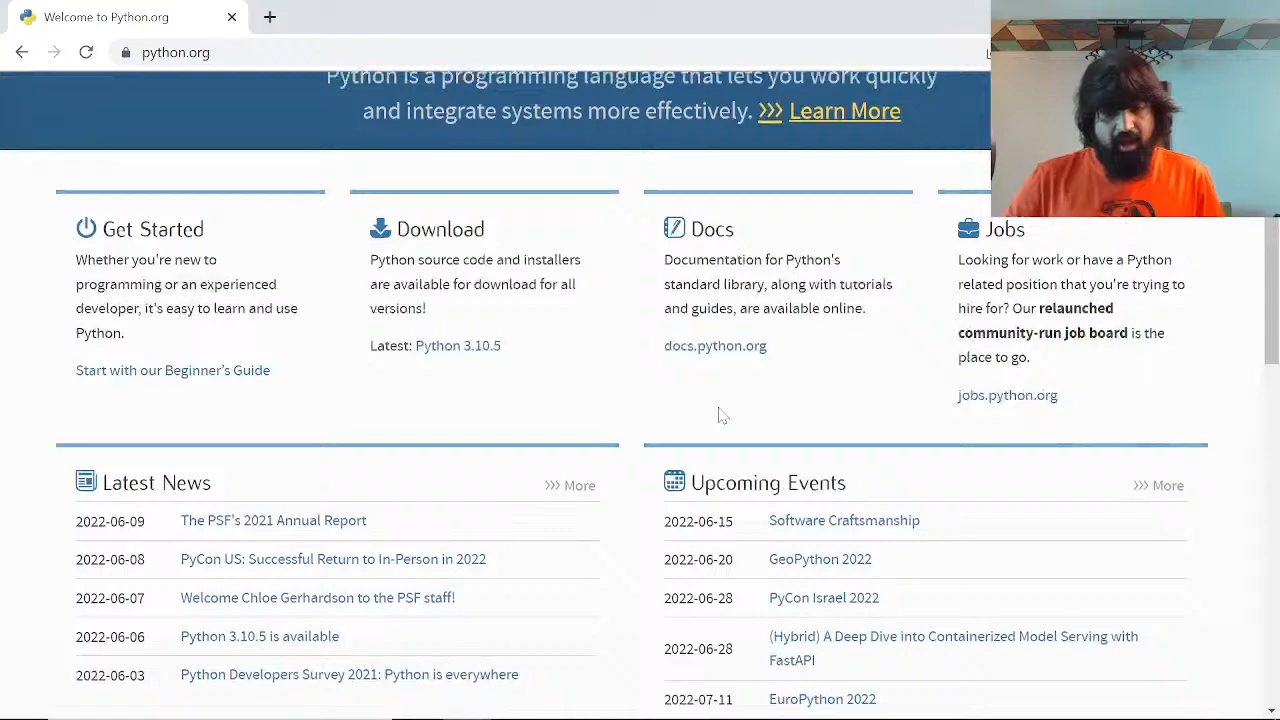 Welcome to Python.org
python.org
Python is a programming language that lets you work quickly
and integrate systems more effectively. >>> Learn More
Get Started
Whether you're new to
programming or an experienced
developer, it's easy to learn and use
Python.
Start with our Beginner's Guide
Download
Python source code and installers
are available for download for all
versions!
Latest: Python 3.10.5
Docs
Documentation for Python's
standard library, along with tutorials
and guides, are available online.
docs.python.org
Jobs
Looking for work or have a Python
related position that you're trying to
hire for? Our relaunched
community-run job board is the
place to go.
jobs.python.org
Latest News
>>> More
2022-06-09 The PSF's 2021 Annual Report
2022-06-08 PyCon US: Successful Return to In-Person in 2022
2022-06-07 Welcome Chloe Gerhardson to the PSF staff!
2022-06-06 Python 3.10.5 is available
2022-06-03 Python Developers Survey 2021: Python is everywhere
Upcoming Events
>>> More
2022-06-15 Software Craftsmanship
2022-06-20 GeoPython 2022
2022-06-28 PyCon Israel 2022
2022-06-28 (Hybrid) A Deep Dive into Containerized Model Serving with
FastAPI
2022-07-11 EuroPython 2022